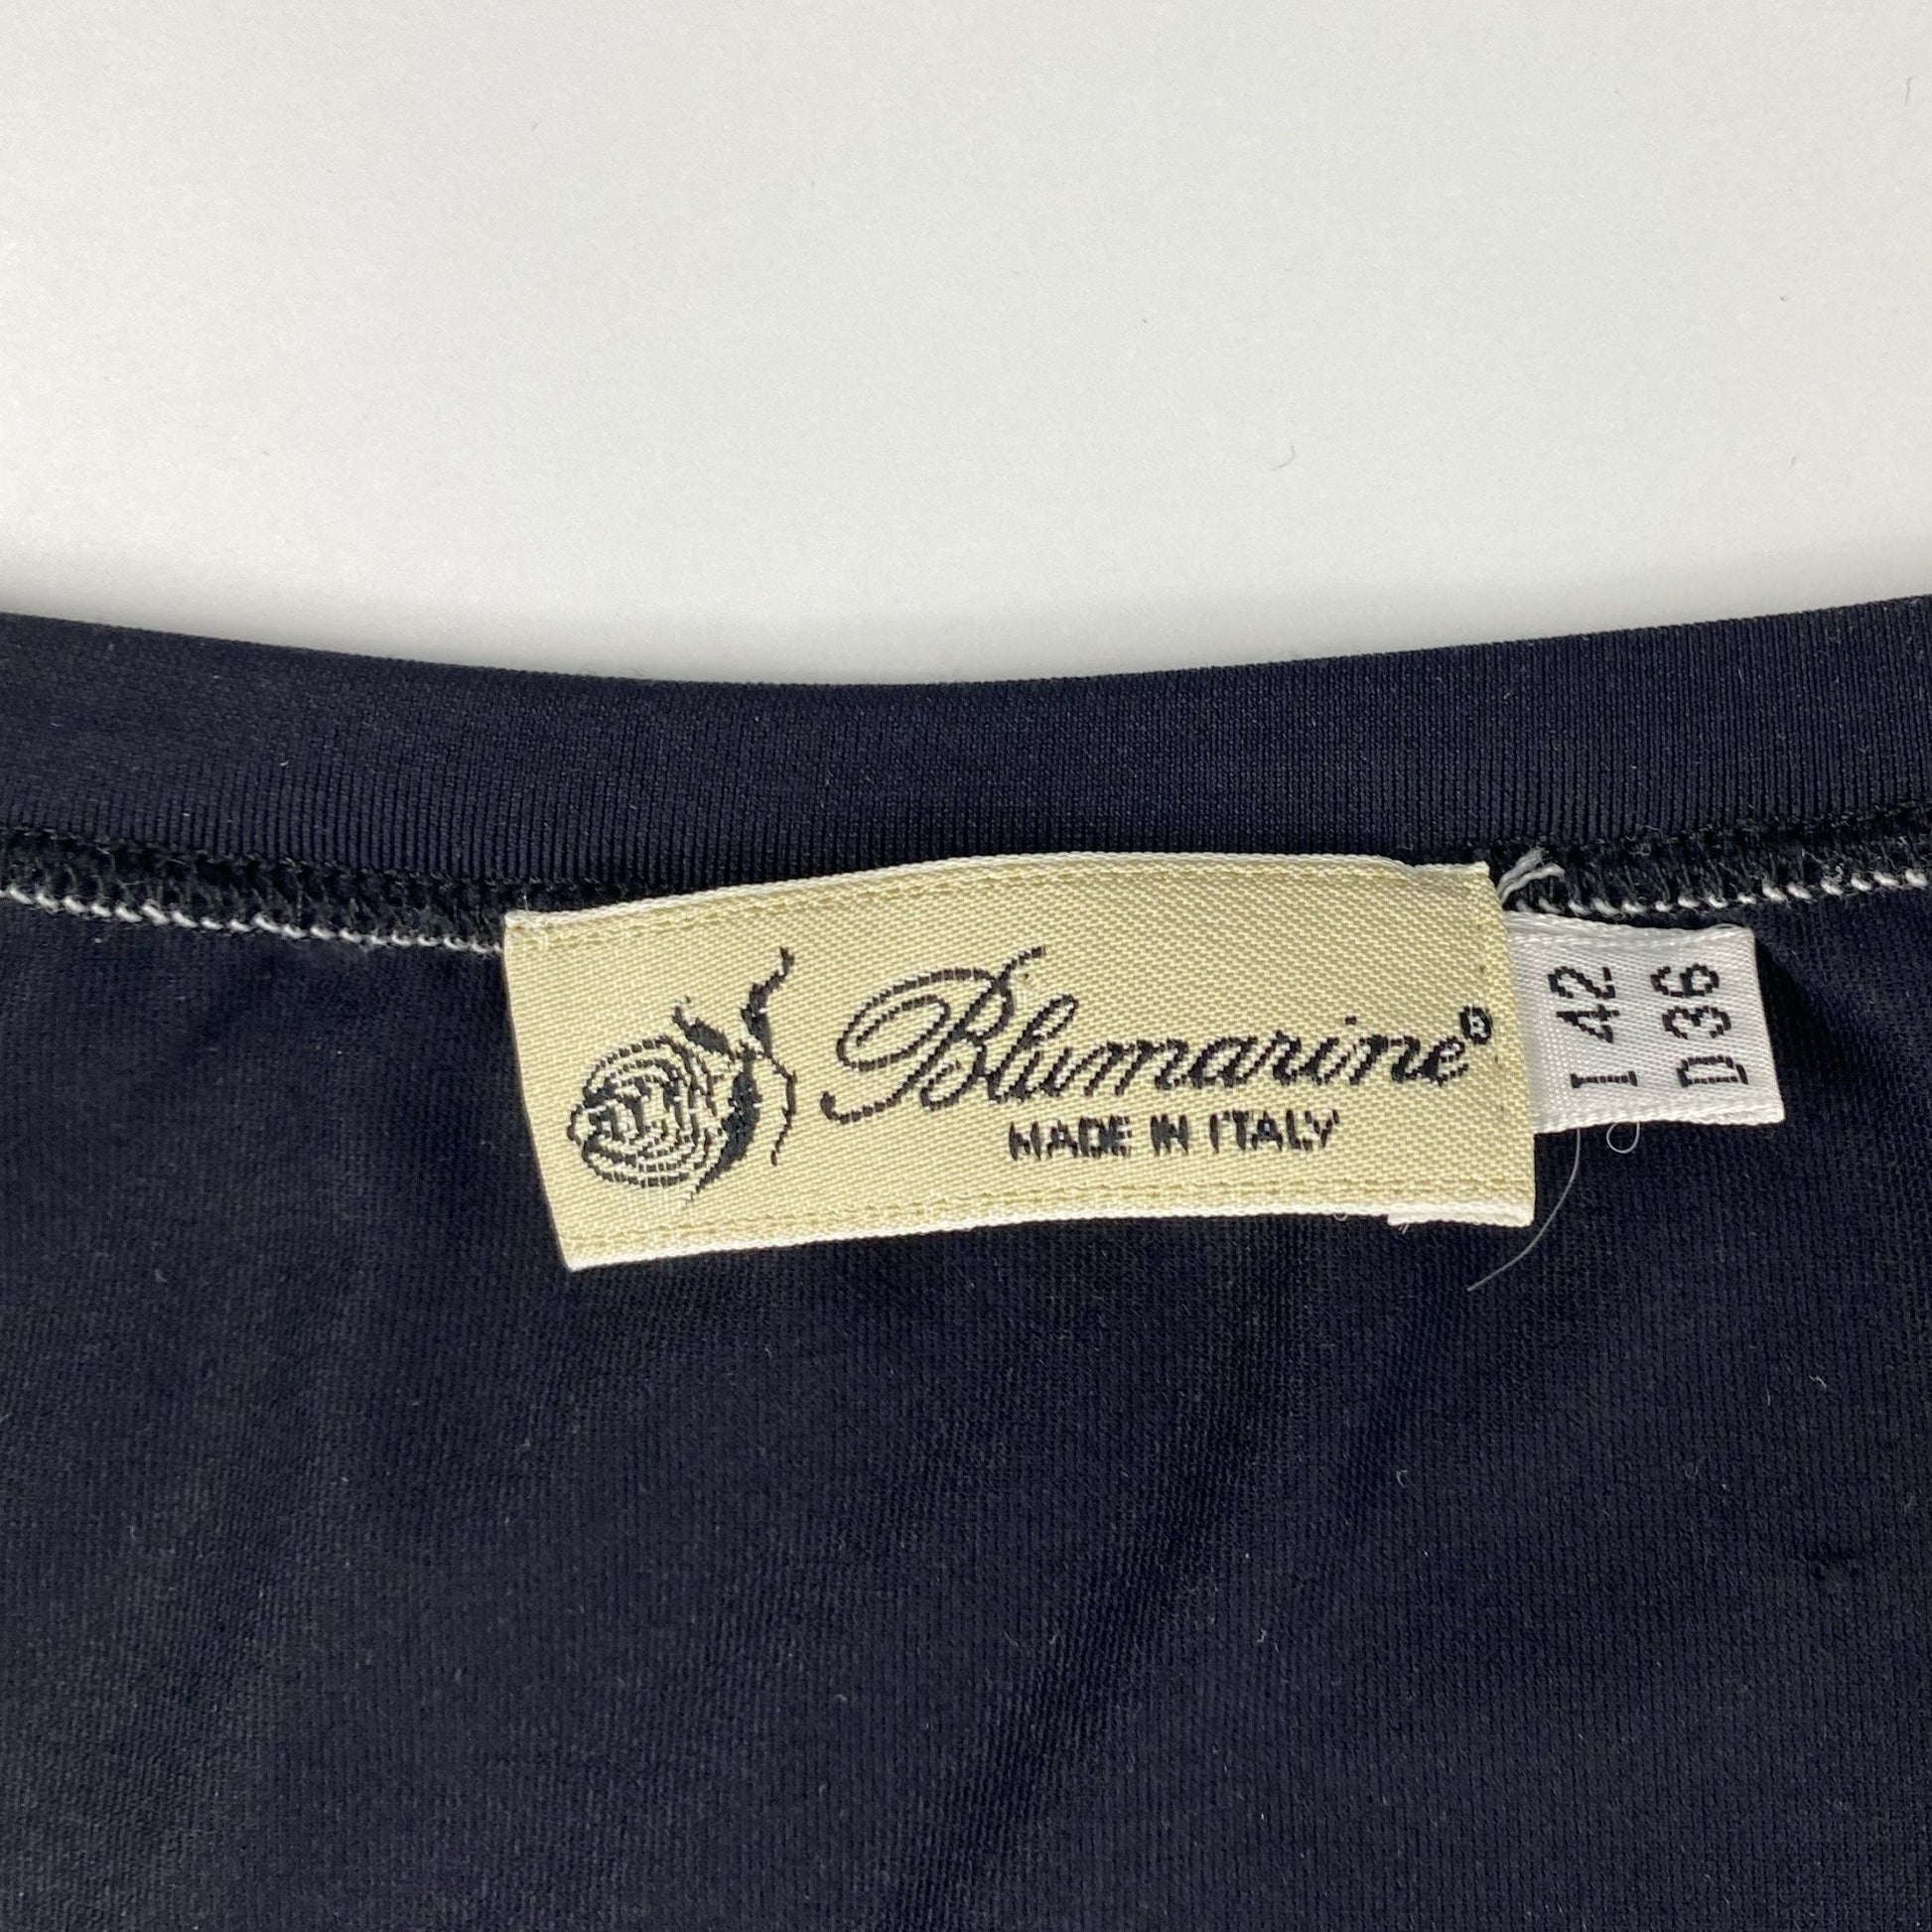 Blumarine®
MADE IN ITALY
I 42
D 36